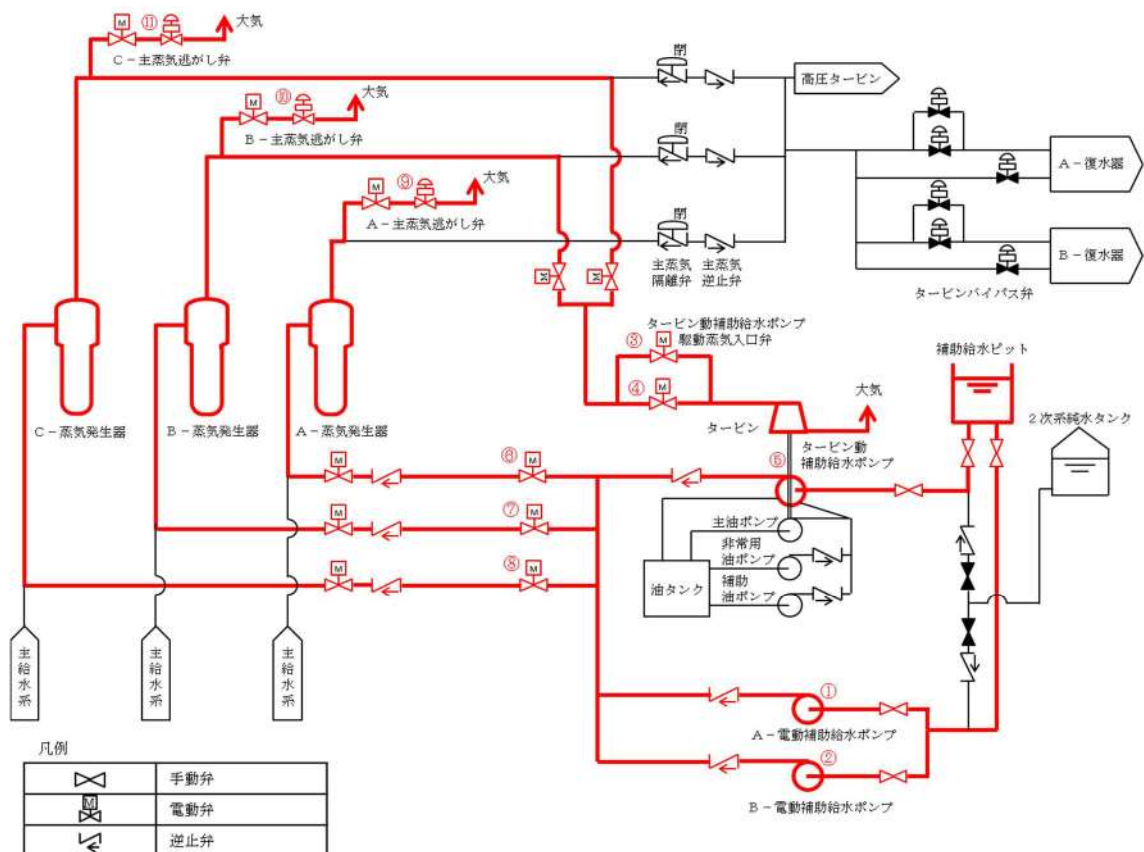 ⑪
大気
C－主蒸気逃がし弁
閉
高圧タービン
⑩
大気
B－主蒸気逃がし弁
閉
A－復水器
⑨
大気
A－主蒸気逃がし弁
閉
主蒸気
隔離弁
主蒸気
逆止弁
B－復水器
タービンバイパス弁
タービン動補助給水ポンプ
駆動蒸気入口弁
③
④
補助給水ピット
大気
タービン
2次系純水タンク
C－蒸気発生器
B－蒸気発生器
A－蒸気発生器
タービン動
補助給水ポンプ
⑤
⑥
⑦
⑧
主油ポンプ
非常用
油ポンプ
補助
油ポンプ
油タンク
主給水系
主給水系
主給水系
①
A－電動補助給水ポンプ
②
B－電動補助給水ポンプ
凡例
手動弁
M
電動弁
逆止弁